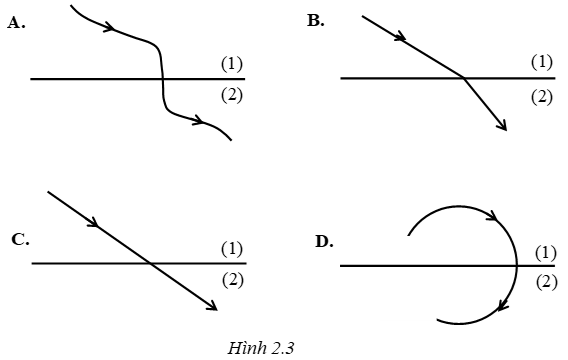 A.
(1)
(2)
B.
(1)
(2)
C.
(1)
(2)
D.
(1)
(2)
Hình 2.3